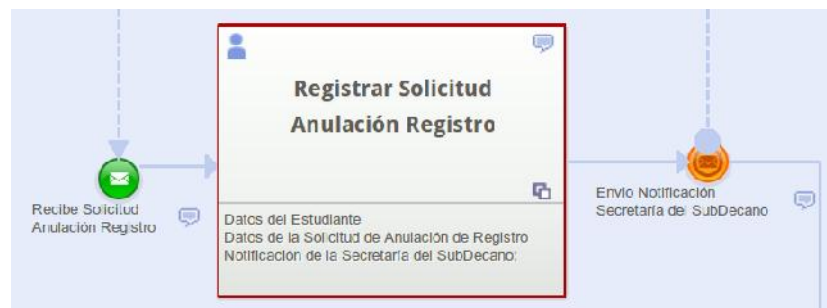 Registrar Solicitud
Anulación Registro
Recibe Solicitud
Anulación Registro
Datos del Estudiante
Datos de la Solicitud de Anulación de Registro
Notificación de la Secretaría del SubDecano:
Envio Notificación
Secretaría del SubDecano